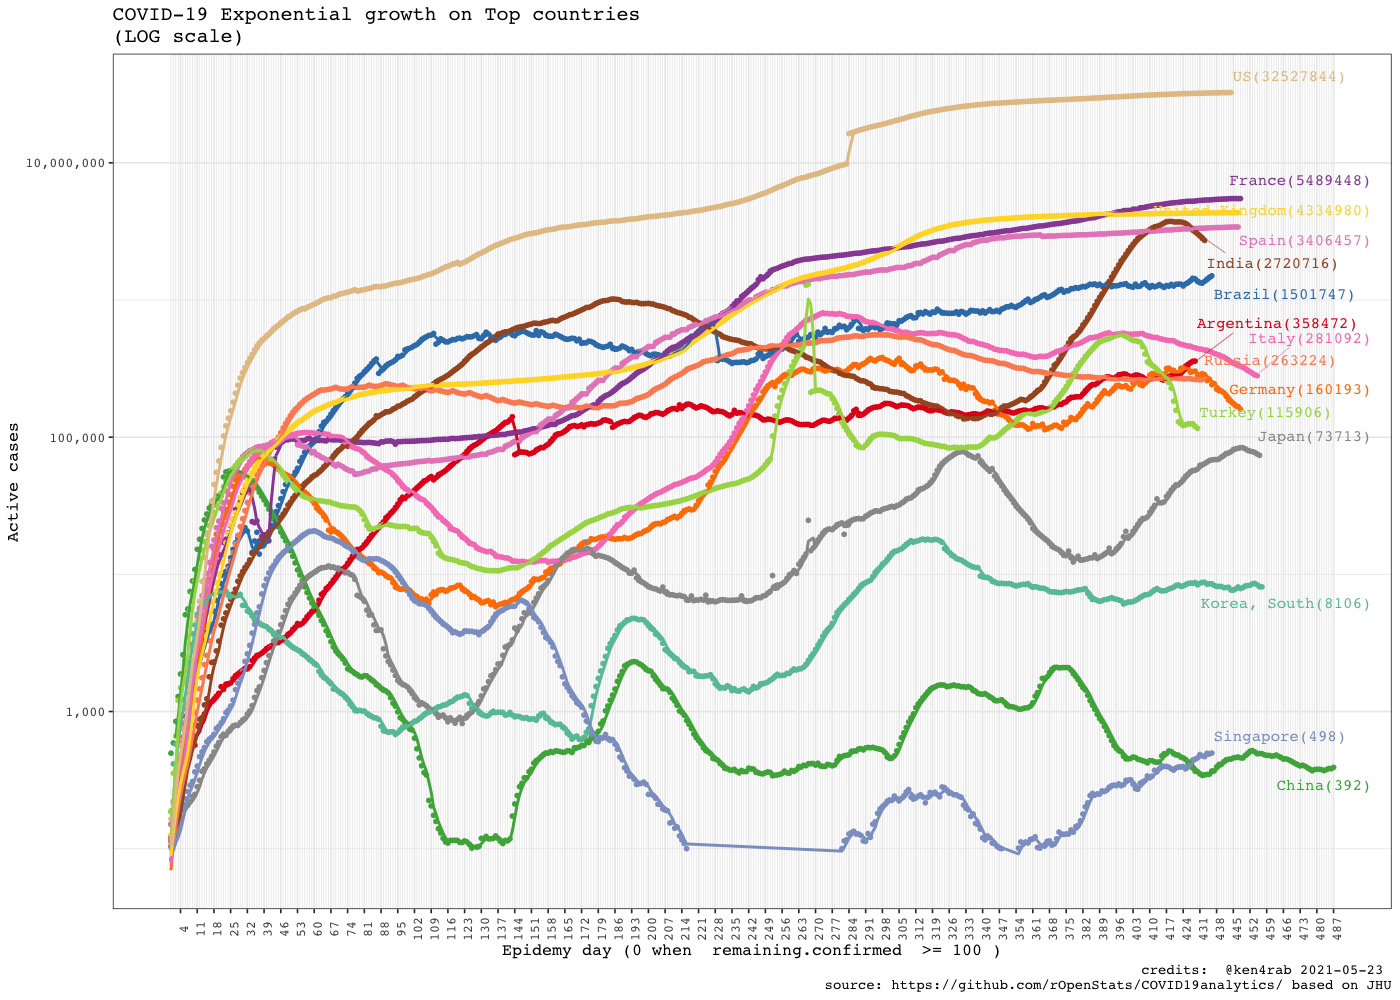 COVID-19 Exponential growth on Top countries
(LOG scale)
US(32527844)
10,000,000
France(5489448)
United Kingdom(4334980)
Spain(3406457)
India(2720716)
Brazil(1501747)
Argentina(358472)
Italy(281092)
Russia(263224)
Germany(160193)
Turkey(115906)
100,000
Japan(73713)
Active cases
Korea, South(8106)
1,000
Singapore(498)
China(392)
4 11 18 25 32 39 46 53 60 67 74 81 88 95 102 109 116 123 130 137 144 151 158 165 172 179 186 193 200 207 214 221 228 235 242 249 256 263 270 277 284 291 298 305 312 319 326 333 340 347 354 361 368 375 382 389 396 403 410 417 424 431 438 445 452 459 466 473 480 487
Epidemy day (0 when remaining.confirmed >= 100 )
credits: @ken4rab 2021-05-23
source: https://github.com/rOpenStats/COVID19analytics/ based on JHU